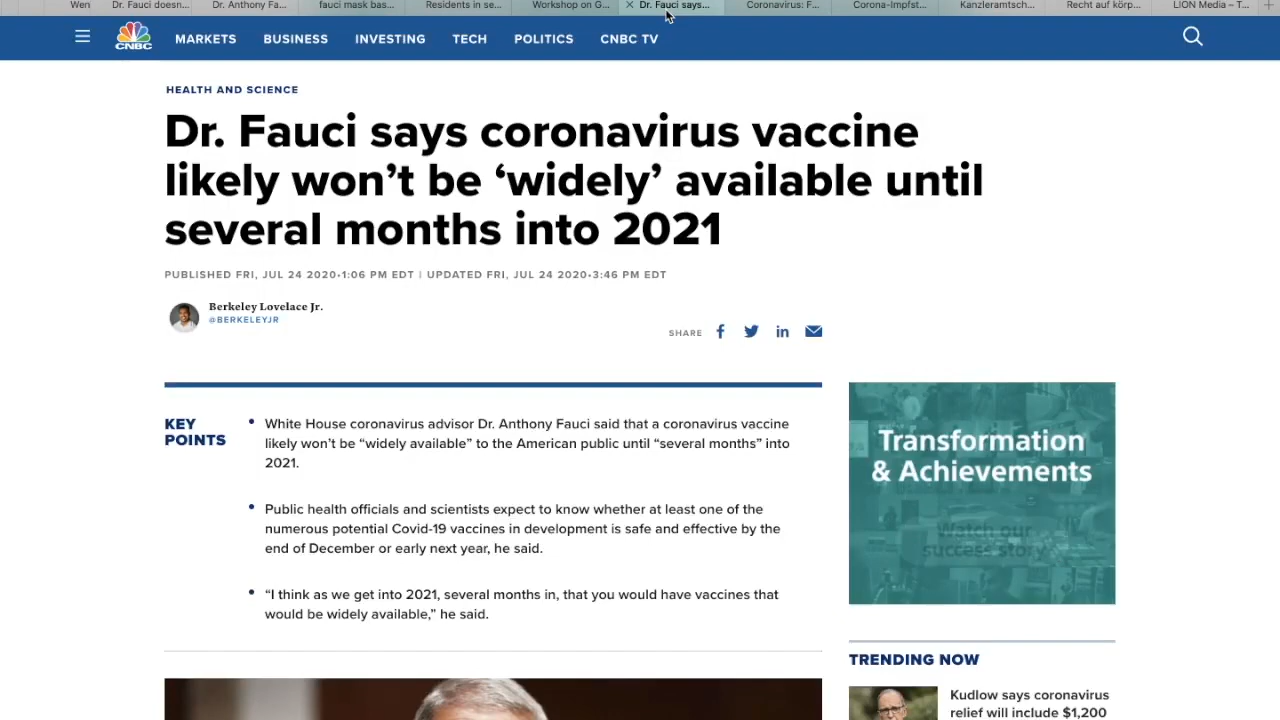 Wen
Dr. Fauci doesn...
Dr. Anthony Fa...
fauci mask bas...
Residents in se...
Workshop on G...
Dr. Fauci says...
Coronavirus: F...
Corona-Impfst...
Kanzleramtsch...
Recht auf körp...
LION Media – T...
CNBC
MARKETS
BUSINESS
INVESTING
TECH
POLITICS
CNBC TV
HEALTH AND SCIENCE
Dr. Fauci says coronavirus vaccine
likely won’t be ‘widely’ available until
several months into 2021
PUBLISHED FRI, JUL 24 2020•1:06 PM EDT | UPDATED FRI, JUL 24 2020•3:46 PM EDT
Berkeley Lovelace Jr.
@BERKELEYJR
SHARE
KEY
POINTS
• White House coronavirus advisor Dr. Anthony Fauci said that a coronavirus vaccine
likely won’t be “widely available” to the American public until “several months” into
2021.
• Public health officials and scientists expect to know whether at least one of the
numerous potential Covid-19 vaccines in development is safe and effective by the
end of December or early next year, he said.
• “I think as we get into 2021, several months in, that you would have vaccines that
would be widely available,” he said.
Transformation
& Achievements
Watch our
success story
TRENDING NOW
Kudlow says coronavirus
relief will include $1,200